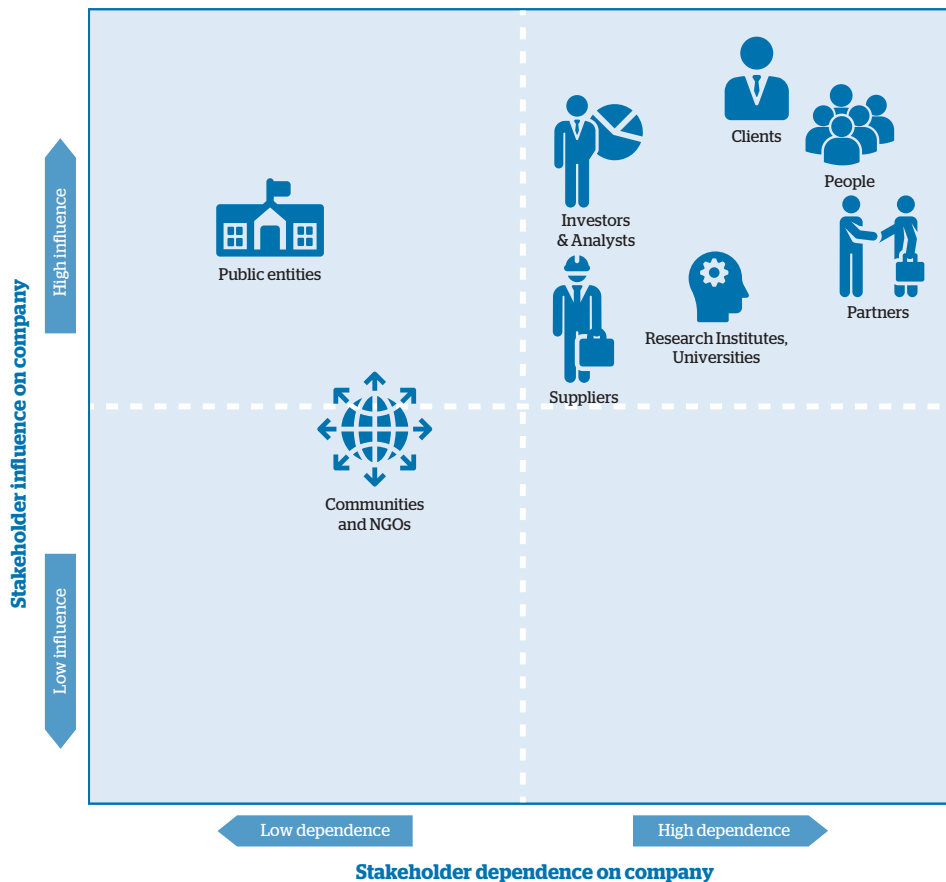 Stakeholder influence on company
High influence
Low influence
Clients
People
Investors
& Analysts
Partners
Public entities
Research Institutes,
Universities
Suppliers
Communities
and NGOs
Low dependence
High dependence
Stakeholder dependence on company